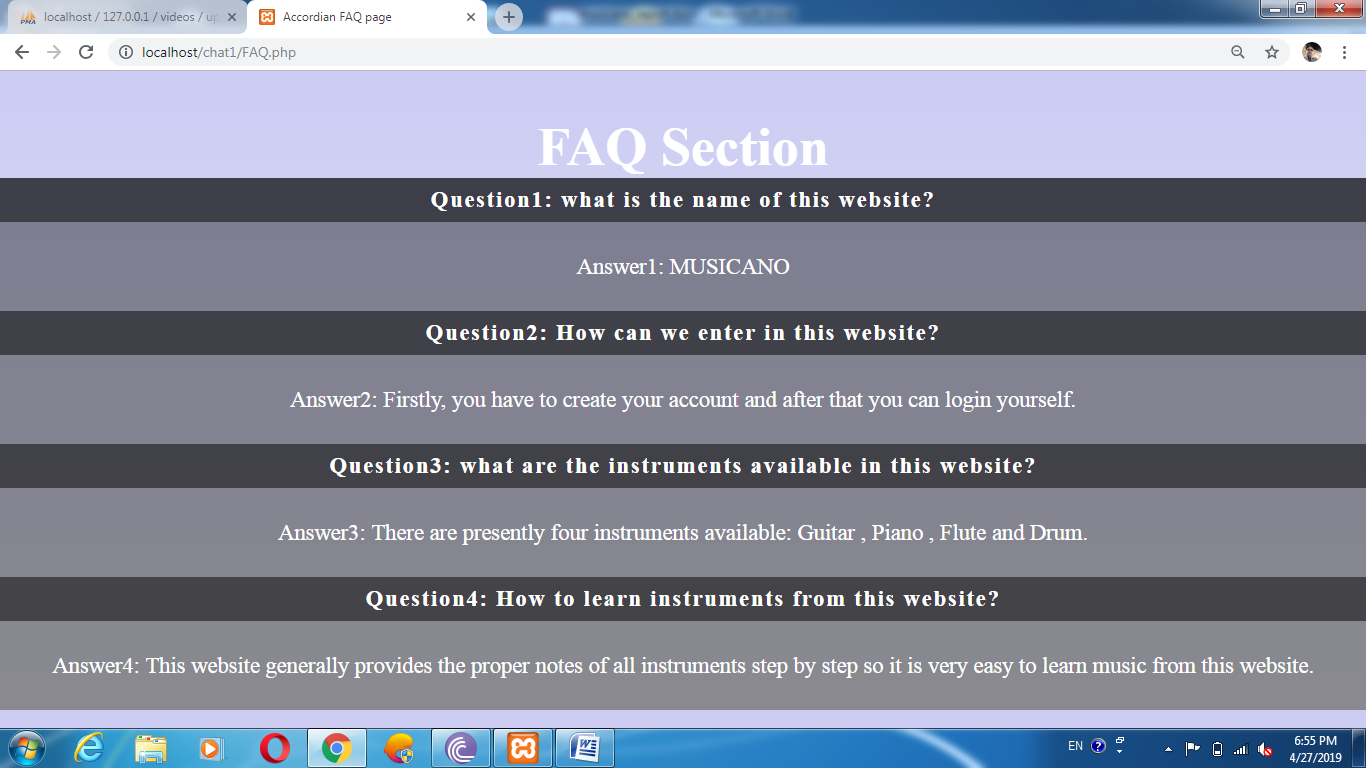 localhost / 127.0.0.1 / videos / up
Accordian FAQ page
localhost/chat1/FAQ.php
FAQ Section
Question1: what is the name of this website?
Answer1: MUSICANO
Question2: How can we enter in this website?
Answer2: Firstly, you have to create your account and after that you can login yourself.
Question3: what are the instruments available in this website?
Answer3: There are presently four instruments available: Guitar , Piano , Flute and Drum.
Question4: How to learn instruments from this website?
Answer4: This website generally provides the proper notes of all instruments step by step so it is very easy to learn music from this website.
EN
6:55 PM
4/27/2019